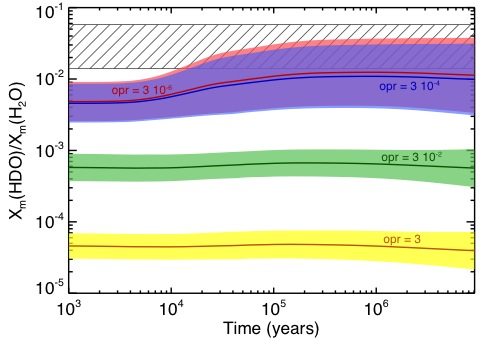 10⁻¹
10⁻²
10⁻³
10⁻⁴
10⁻⁵
Xₘ(HDO)/Xₘ(H₂O)
opr = 3 10⁻⁶
opr = 3 10⁻⁴
opr = 3 10⁻²
opr = 3
10³ 10⁴ 10⁵ 10⁶
Time (years)